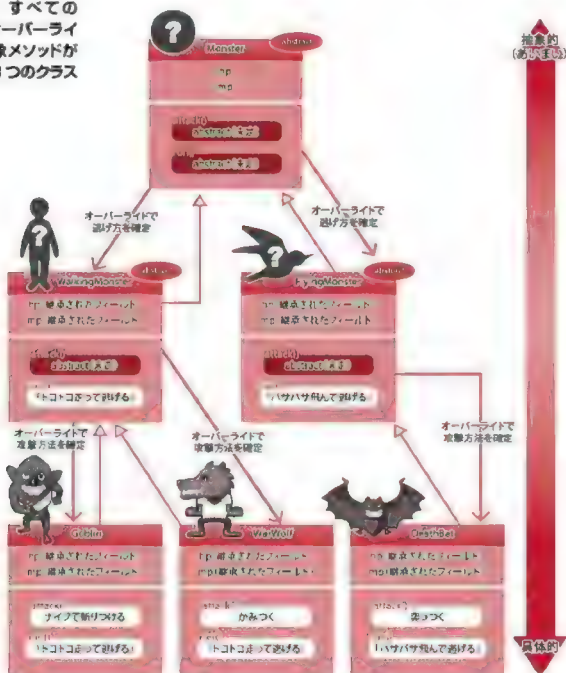 すべての
ーバーライ
象メソッドが
つのクラス
抽象的
(あいまい)
Monster
abstract
hp
mp
attack()
abstract(未定)
run()
abstract(未定)
オーバーライドで
逃げ方を確定
オーバーライドで
逃げ方を確定
WalkingMonster
abstract
hp 継承されたフィールド
mp 継承されたフィールド
attack()
abstract(未定)
「トコトコ走って逃げる」
FlyingMonster
abstract
hp 継承されたフィールド
mp 継承されたフィールド
attack()
abstract(未定)
「バサバサ飛んで逃げる」
オーバーライドで
攻撃方法を確定
オーバーライドで
攻撃方法を確定
オーバーライドで
攻撃方法を確定
Goblin
hp 継承されたフィールド
mp 継承されたフィールド
attack()
ナイフで斬りつける
run()
「トコトコ走って逃げる」
WarWolf
hp 継承されたフィールド
mp 継承されたフィールド
attack()
かみつく
run()
「トコトコ走って逃げる」
DeathBat
hp 継承されたフィールド
mp 継承されたフィールド
attack()
突っつく
「バサバサ飛んで逃げる」
具体的